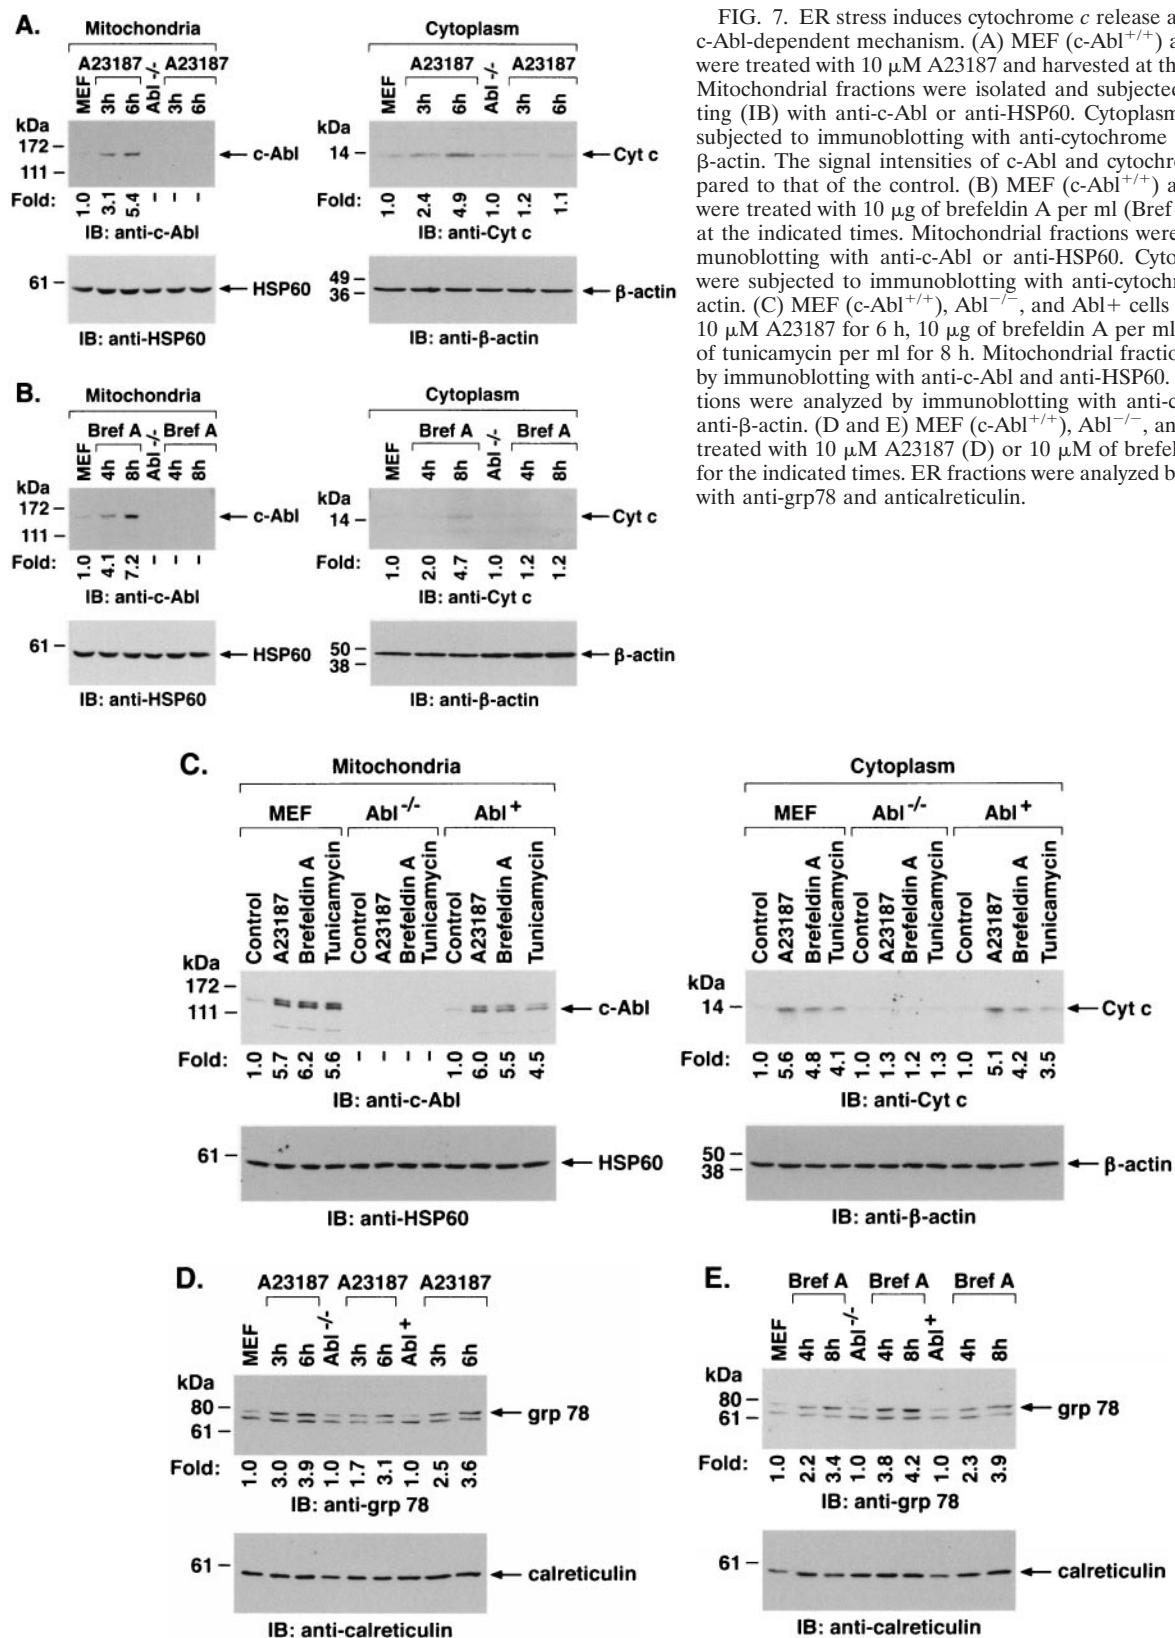 A.
Mitochondria
A23187 A23187
MEF 3h 6h Abl -/- 3h 6h
kDa
172
111
c-Abl
Fold: 1.0 3.1 5.4 – – –
IB: anti-c-Abl
61
HSP60
IB: anti-HSP60
Cytoplasm
A23187 A23187
MEF 3h 6h Abl -/- 3h 6h
kDa
14
Cyt c
Fold: 1.0 2.4 4.9 1.0 1.2 1.1
IB: anti-Cyt c
49
36
β-actin
IB: anti-β-actin
FIG. 7. ER stress induces cytochrome c release a
c-Abl-dependent mechanism. (A) MEF (c-Abl+/+) a
were treated with 10 μM A23187 and harvested at th
Mitochondrial fractions were isolated and subjected
ting (IB) with anti-c-Abl or anti-HSP60. Cytoplasm
subjected to immunoblotting with anti-cytochrome
β-actin. The signal intensities of c-Abl and cytochr
pared to that of the control. (B) MEF (c-Abl+/+) a
were treated with 10 μg of brefeldin A per ml (Bref
at the indicated times. Mitochondrial fractions were
munoblotting with anti-c-Abl or anti-HSP60. Cyto
were subjected to immunoblotting with anti-cytochr
actin. (C) MEF (c-Abl+/+), Abl−/−, and Abl+ cells
10 μM A23187 for 6 h, 10 μg of brefeldin A per ml
of tunicamycin per ml for 8 h. Mitochondrial fractio
by immunoblotting with anti-c-Abl and anti-HSP60.
tions were analyzed by immunoblotting with anti-c
anti-β-actin. (D and E) MEF (c-Abl+/+), Abl−/−, an
treated with 10 μM A23187 (D) or 10 μM of brefel
for the indicated times. ER fractions were analyzed b
with anti-grp78 and anticalreticulin.
B.
Mitochondria
Bref A Bref A
MEF 4h 8h Abl -/- 4h 8h
kDa
172
111
c-Abl
Fold: 1.0 4.1 7.2 – – –
IB: anti-c-Abl
61
HSP60
IB: anti-HSP60
Cytoplasm
Bref A Bref A
MEF 4h 8h Abl -/- 4h 8h
kDa
14
Cyt c
Fold: 1.0 2.0 4.7 1.0 1.2 1.2
IB: anti-Cyt c
50
38
β-actin
IB: anti-β-actin
C.
Mitochondria
MEF Abl -/- Abl +
Control A23187 Brefeldin A Tunicamycin Control A23187 Brefeldin A Tunicamycin Control A23187 Brefeldin A Tunicamycin
kDa
172
111
c-Abl
Fold: 1.0 5.7 6.2 5.6 – – – – 1.0 6.0 5.5 4.5
IB: anti-c-Abl
61
HSP60
IB: anti-HSP60
Cytoplasm
MEF Abl -/- Abl +
Control A23187 Brefeldin A Tunicamycin Control A23187 Brefeldin A Tunicamycin Control A23187 Brefeldin A Tunicamycin
kDa
14
Cyt c
Fold: 1.0 5.6 4.8 4.1 1.0 1.3 1.2 1.3 1.0 5.1 4.2 3.5
IB: anti-Cyt c
50
38
β-actin
IB: anti-β-actin
D.
A23187 A23187 A23187
MEF 3h 6h Abl -/- 3h 6h Abl + 3h 6h
kDa
80
61
grp 78
Fold: 1.0 3.0 3.9 1.0 1.7 3.1 1.0 2.5 3.6
IB: anti-grp 78
61
calreticulin
IB: anti-calreticulin
E.
Bref A Bref A Bref A
MEF 4h 8h Abl -/- 4h 8h Abl + 4h 8h
kDa
80
61
grp 78
Fold: 1.0 2.2 3.4 1.0 3.8 4.2 1.0 2.3 3.9
IB: anti-grp 78
61
calreticulin
IB: anti-calreticulin